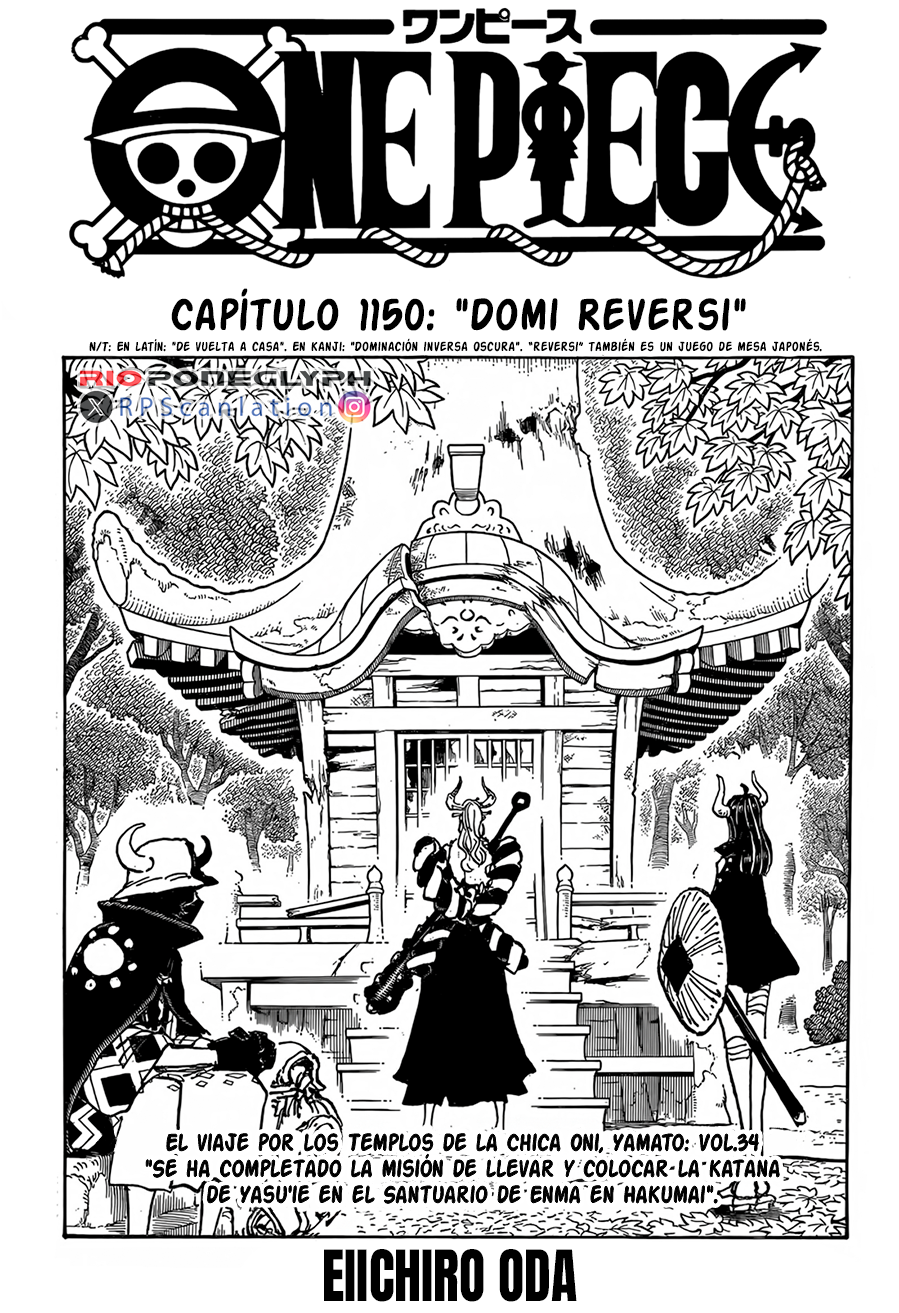 ワンピース
ONE PIECE
CAPÍTULO 1150: "DOMI REVERSI"
N/T: EN LATÍN: "DE VUELTA A CASA". EN KANJI: "DOMINACIÓN INVERSA OSCURA". "REVERSI" TAMBIÉN ES UN JUEGO DE MESA JAPONÉS.
RIO PONEGLYPH
RPScanlation
EL VIAJE POR LOS TEMPLOS DE LA CHICA ONI, YAMATO: VOL.34
"SE HA COMPLETADO LA MISIÓN DE LLEVAR Y COLOCAR LA KATANA
DE YASU'IE EN EL SANTUARIO DE ENMA EN HAKUMAI".
EIICHIRO ODA